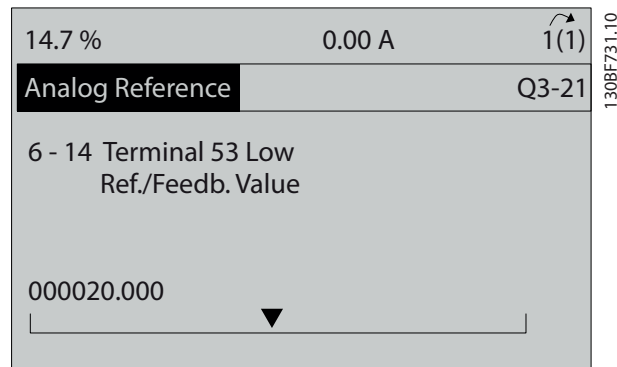 14.7 % 0.00 A 1(1)
Analog Reference Q3-21
6 - 14 Terminal 53 Low
Ref./Feedb. Value
000020.000
130BF731.10